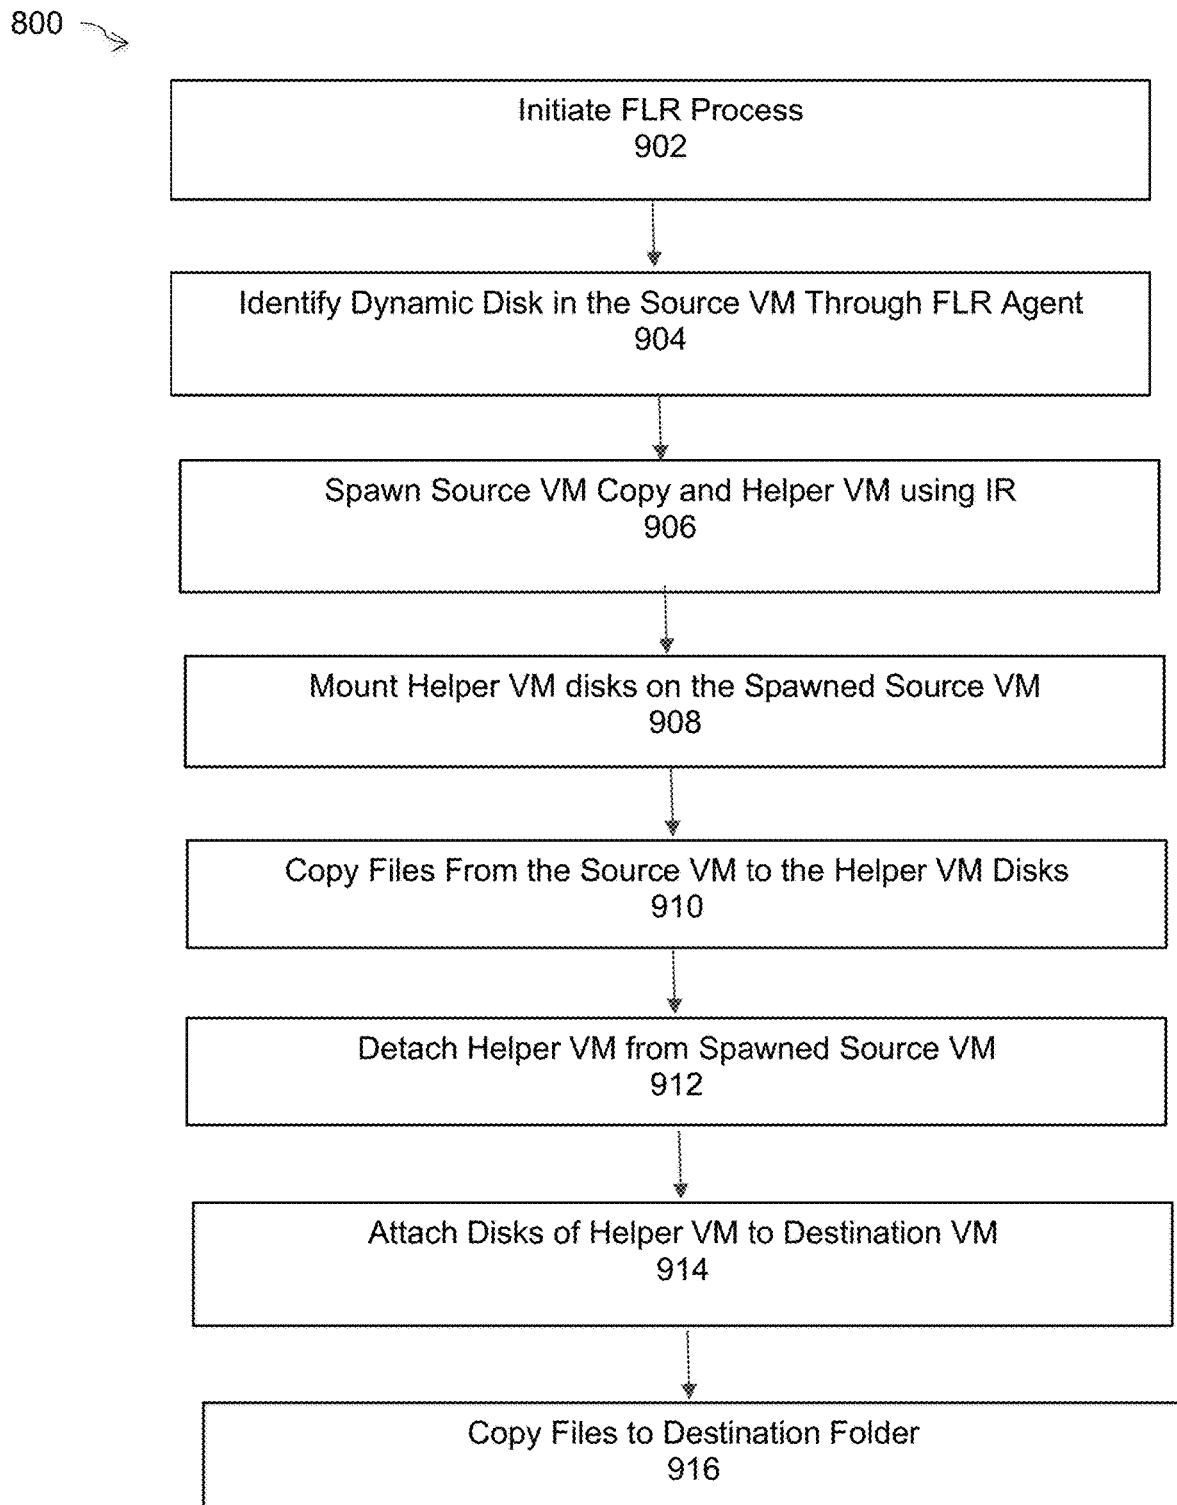 800
Initiate FLR Process
902
Identify Dynamic Disk in the Source VM Through FLR Agent
904
Spawn Source VM Copy and Helper VM using IR
906
Mount Helper VM disks on the Spawned Source VM
908
Copy Files From the Source VM to the Helper VM Disks
910
Detach Helper VM from Spawned Source VM
912
Attach Disks of Helper VM to Destination VM
914
Copy Files to Destination Folder
916